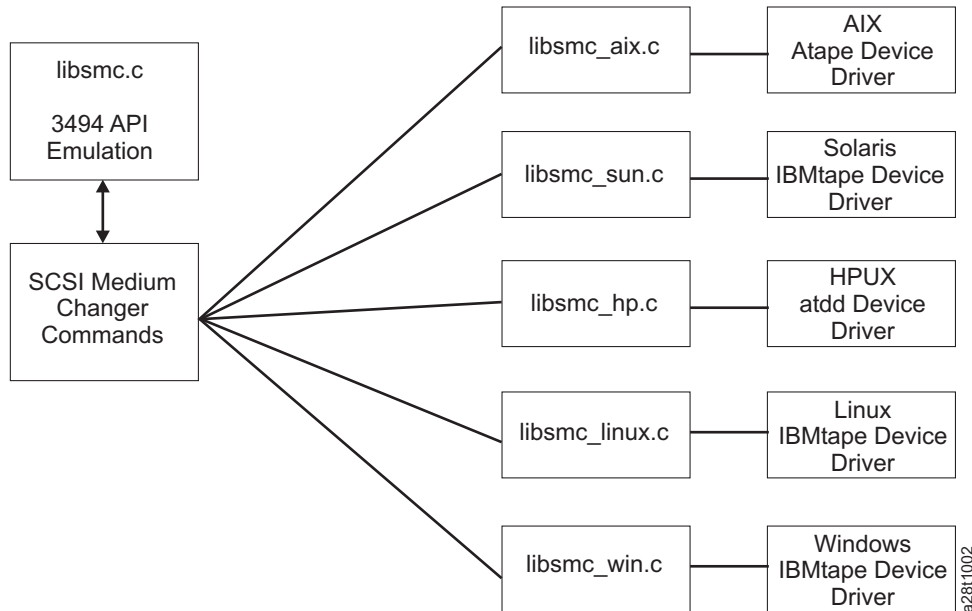 libsmc.c
3494 API
Emulation
SCSI Medium
Changer
Commands
libsmc_aix.c
AIX
Atape Device
Driver
libsmc_sun.c
Solaris
IBMtape Device
Driver
libsmc_hp.c
HPUX
atdd Device
Driver
libsmc_linux.c
Linux
IBMtape Device
Driver
libsmc_win.c
Windows
IBMtape Device
Driver
a28t1002